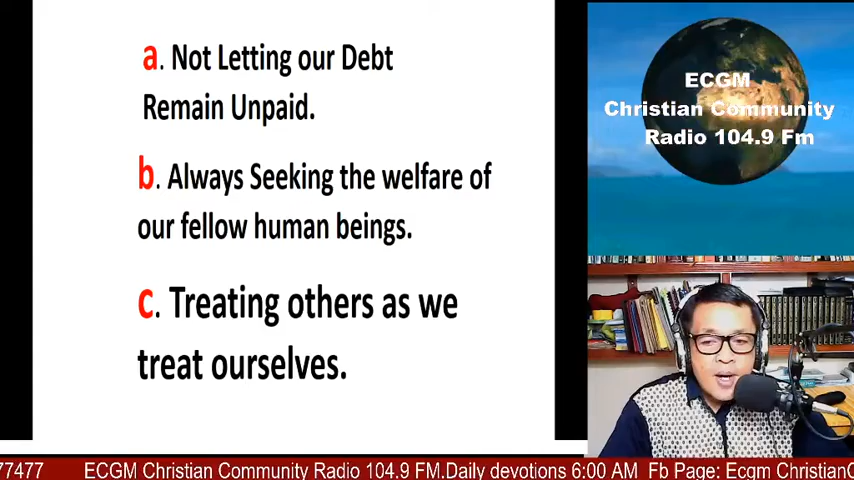 a. Not Letting our Debt
Remain Unpaid.
b. Always Seeking the welfare of
our fellow human beings.
c. Treating others as we
treat ourselves.
ECGM
Christian Community
Radio 104.9 Fm
77477 ECGM Christian Community Radio 104.9 FM.Daily devotions 6:00 AM Fb Page: Ecgm ChristianC